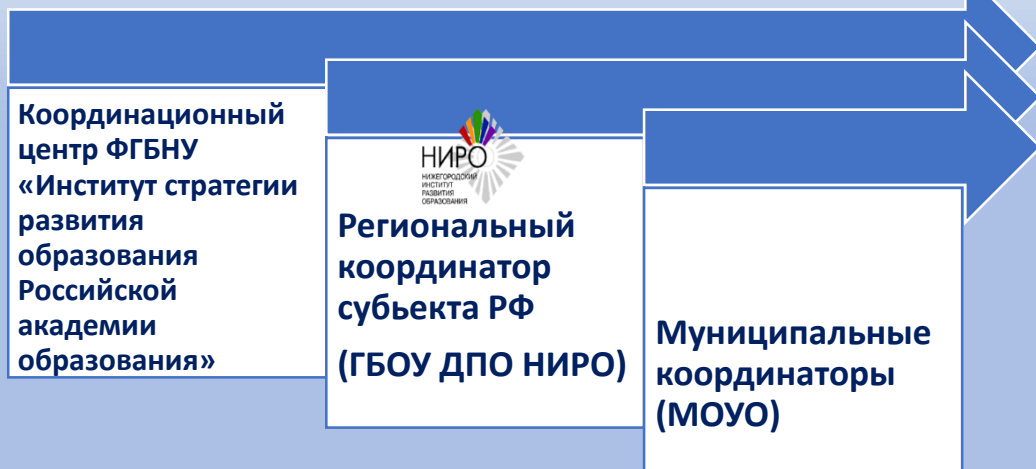 Координационный
центр ФГБНУ
«Институт стратегии
развития
образования
Российской
академии
образования»
НИРО
НИЖЕГОРОДСКИЙ
ИНСТИТУТ
РАЗВИТИЯ
ОБРАЗОВАНИЯ
Региональный
координатор
субьекта РФ
(ГБОУ ДПО НИРО)
Муниципальные
координаторы
(МОУО)